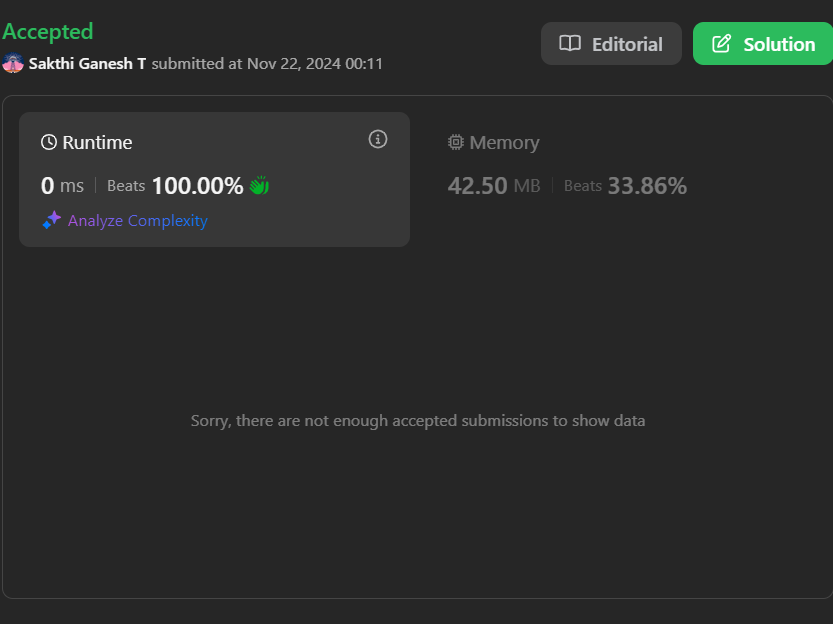 Accepted
Editorial
Solution
Sakthi Ganesh T submitted at Nov 22, 2024 00:11
Runtime
Memory
0 ms | Beats 100.00%
42.50 MB | Beats 33.86%
Analyze Complexity
Sorry, there are not enough accepted submissions to show data